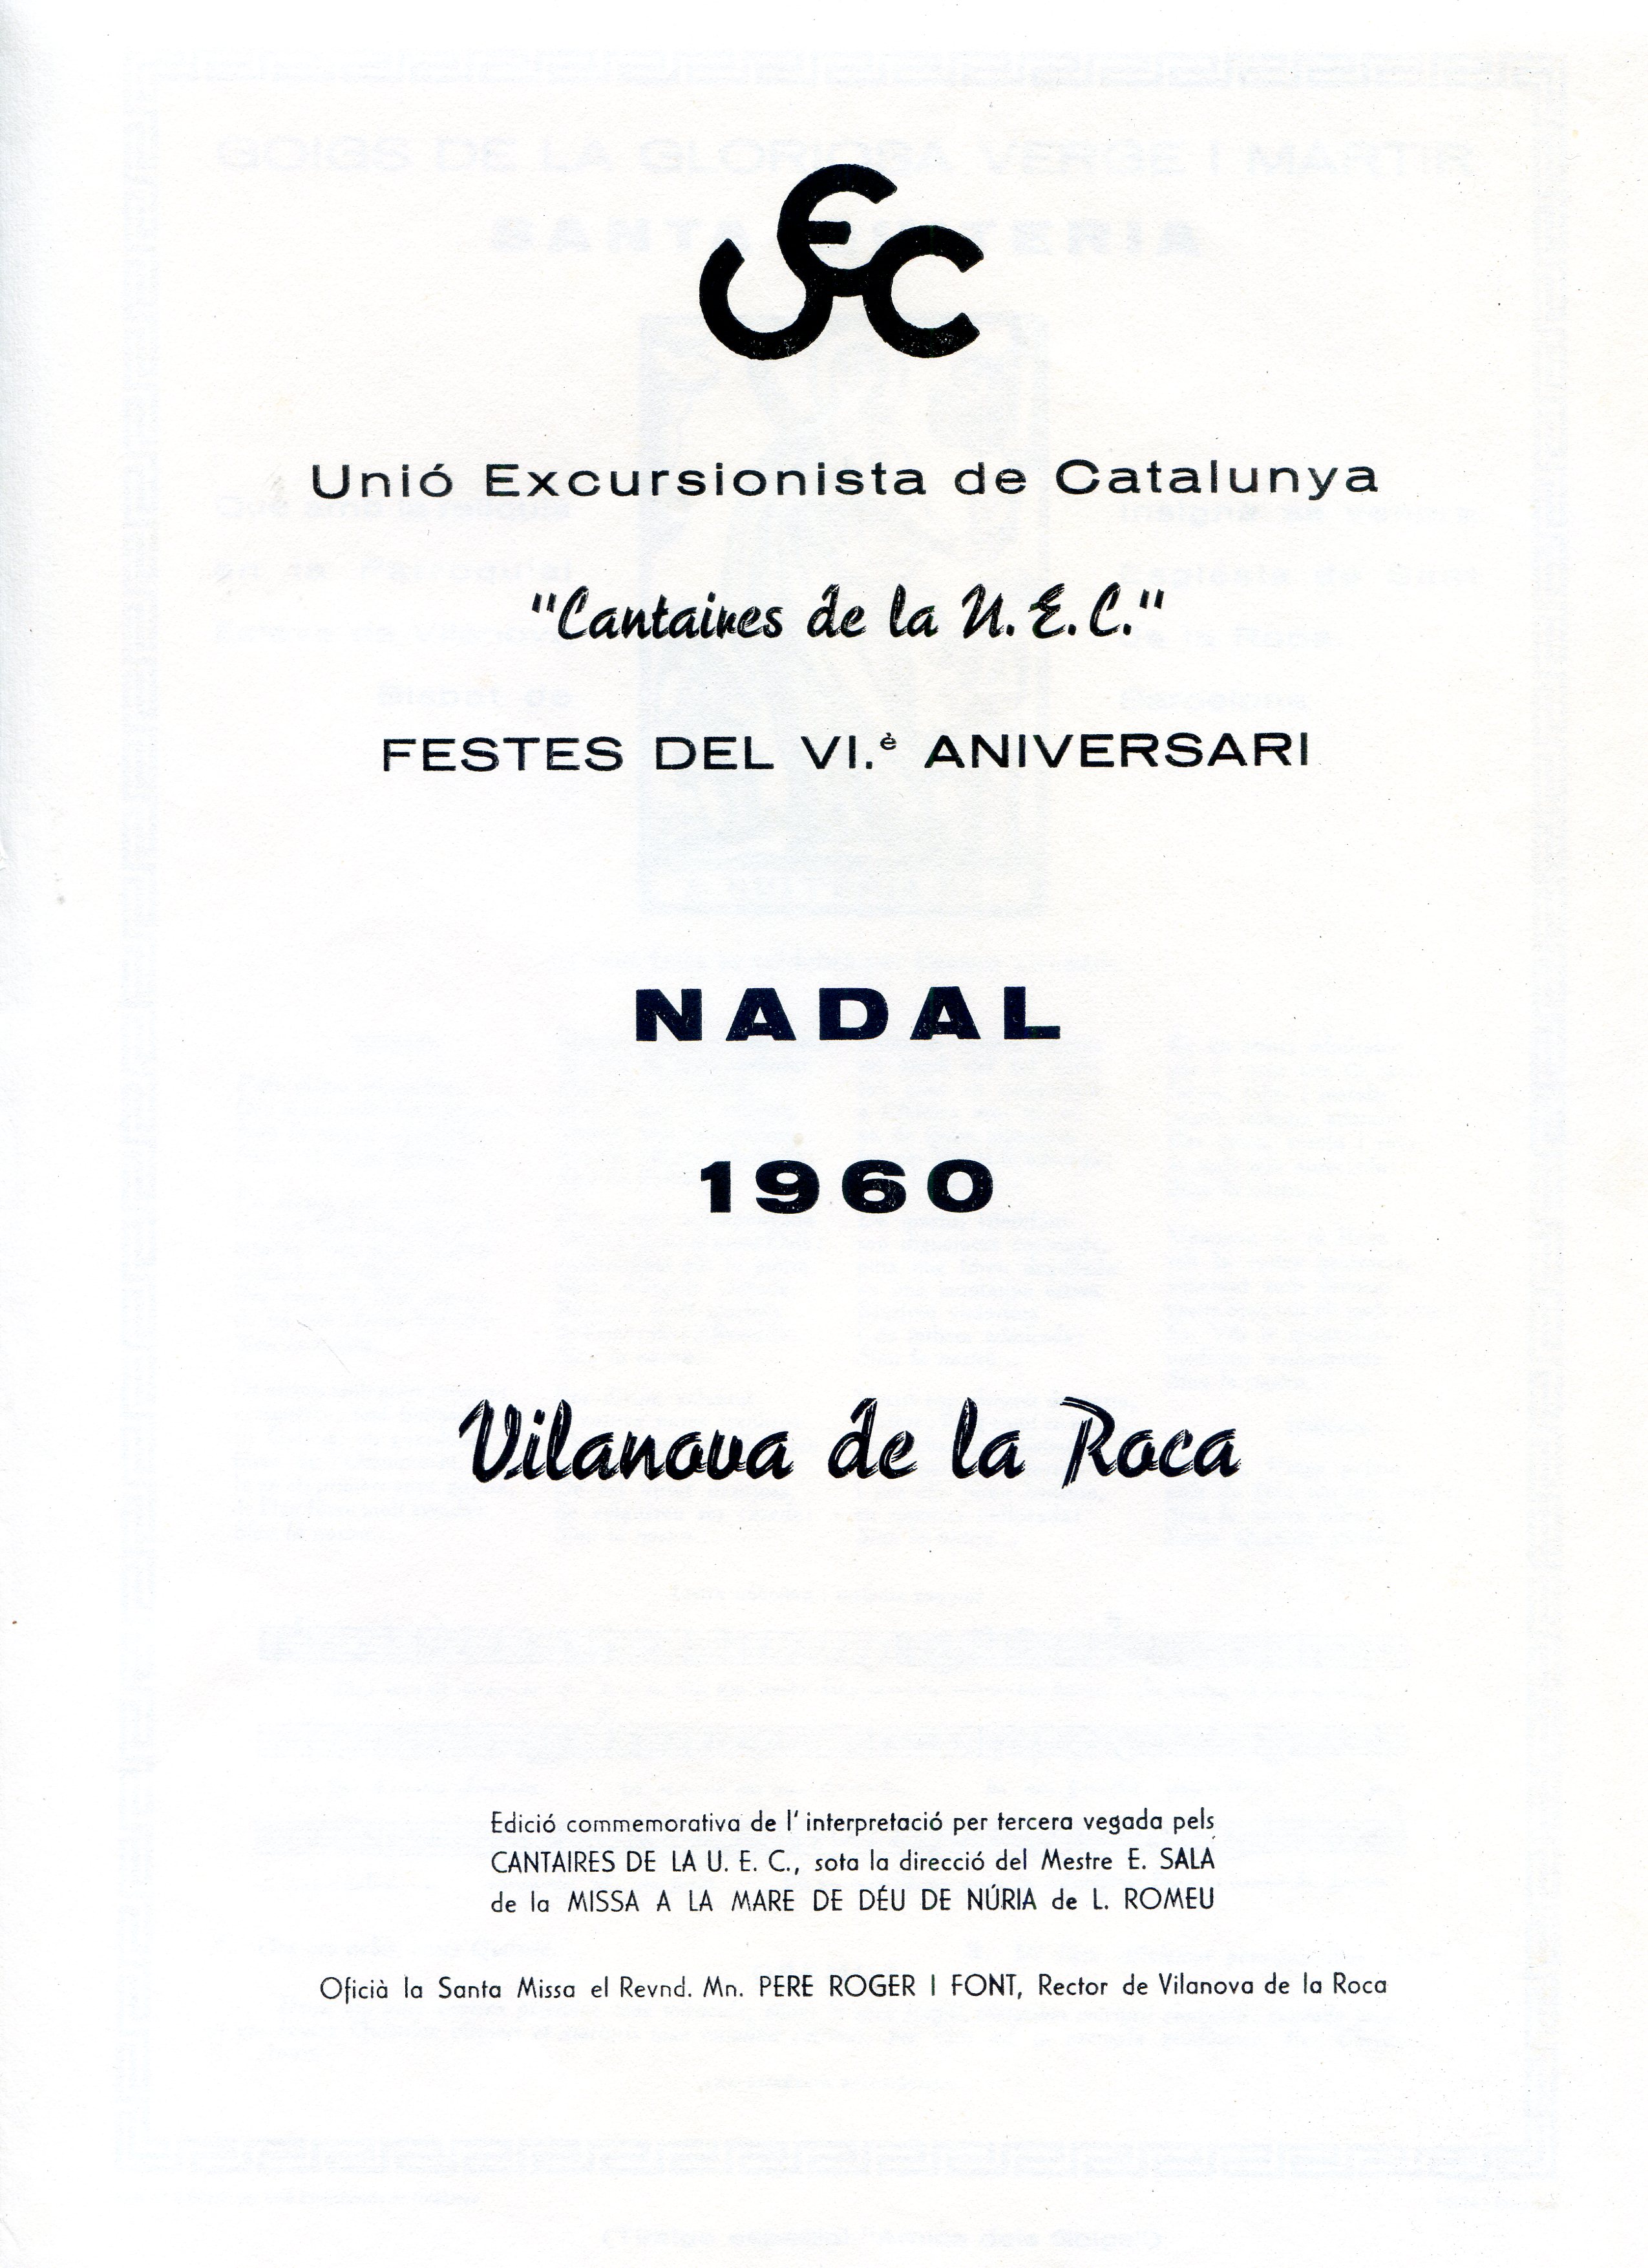 UEC
Unió Excursionista de Catalunya
"Cantaires de la U. E. C."
FESTES DEL VI.è ANIVERSARI
NADAL
1960
Vilanova de la Roca
Edició commemorativa de l' interpretació per tercera vegada pels
CANTAIRES DE LA U. E. C., sota la direcció del Mestre E. SALA
de la MISSA A LA MARE DE DÉU DE NÚRIA de L. ROMEU
Oficià la Santa Missa el Revnd. Mn. PERE ROGER I FONT, Rector de Vilanova de la Roca